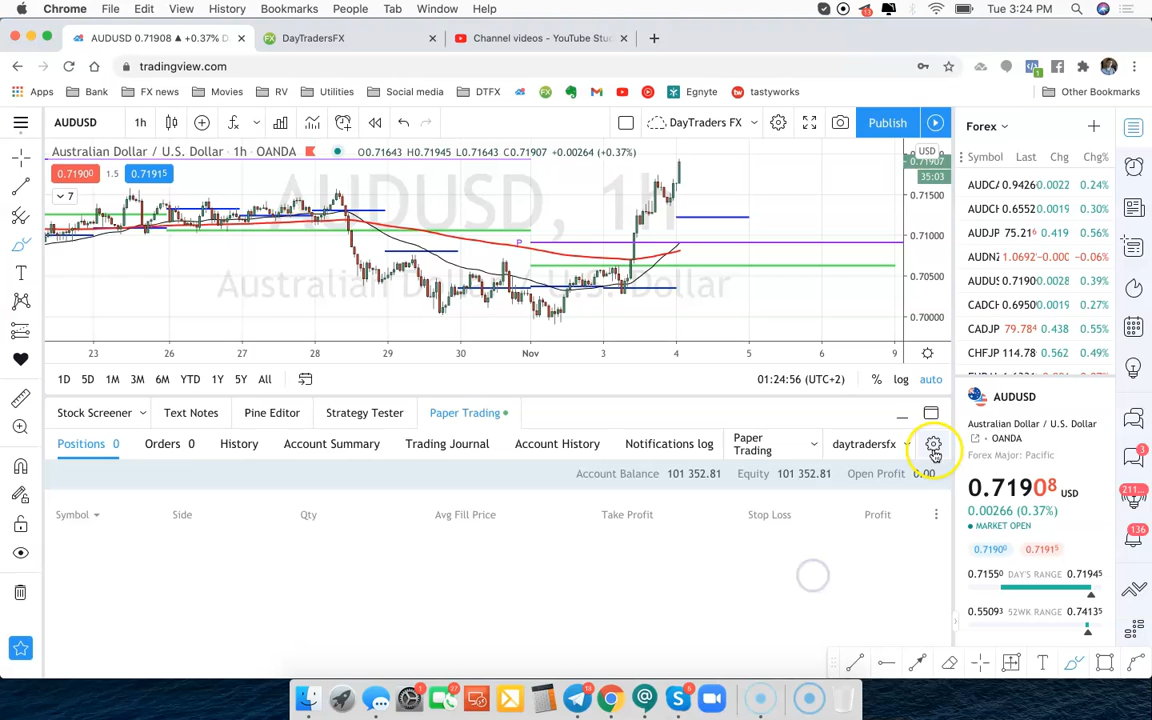 Chrome File Edit View History Bookmarks People Tab Window Help 13 Tue 3:24 PM
AUDUSD 0.71908 ▲ +0.37% D DayTradersFX Channel videos - YouTube Stu
tradingview.com
Apps Bank FX news Movies RV Utilities Social media DTFX Egnyte tastyworks Other Bookmarks
AUDUSD 1h DayTraders FX Publish Forex
Australian Dollar / U.S. Dollar · 1h · OANDA O0.71643 H0.71945 L0.71643 C0.71907 +0.00264 (+0.37%) USD
0.71900 1.5 0.71915
7
AUDUSD, 1h
Australian Dollar / U.S. Dollar
P
0.71907
35:03
0.71500
0.71000
0.70500
0.70000
23 26 27 28 29 30 Nov 3 4 5 6 9
1D 5D 1M 3M 6M YTD 1Y 5Y All 01:24:56 (UTC+2) % log auto
Symbol Last Chg Chg%
AUDC 0.9426 0.0022 0.24%
AUDCH 0.6552 0.0019 0.30%
AUDJP 75.216 0.419 0.56%
AUDNZ 1.0692 -0.000 -0.06%
AUDUS 0.7190 0.0028 0.39%
CADCH 0.6950 0.0019 0.27%
CADJP 79.784 0.438 0.55%
CHFJP 114.78 0.562 0.49%
Stock Screener Text Notes Pine Editor Strategy Tester Paper Trading
Positions 0 Orders 0 History Account Summary Trading Journal Account History Notifications log Paper Trading daytradersfx
Account Balance 101 352.81 Equity 101 352.81 Open Profit 0.00
Symbol Side Qty Avg Fill Price Take Profit Stop Loss Profit
AUDUSD
Australian Dollar / U.S. Dollar
OANDA
Forex Major: Pacific
0.71908 USD
0.00266 (0.37%)
MARKET OPEN
0.71900 0.71915
0.71550 DAY'S RANGE 0.71945
0.55093 52WK RANGE 0.74135
3
211...
136